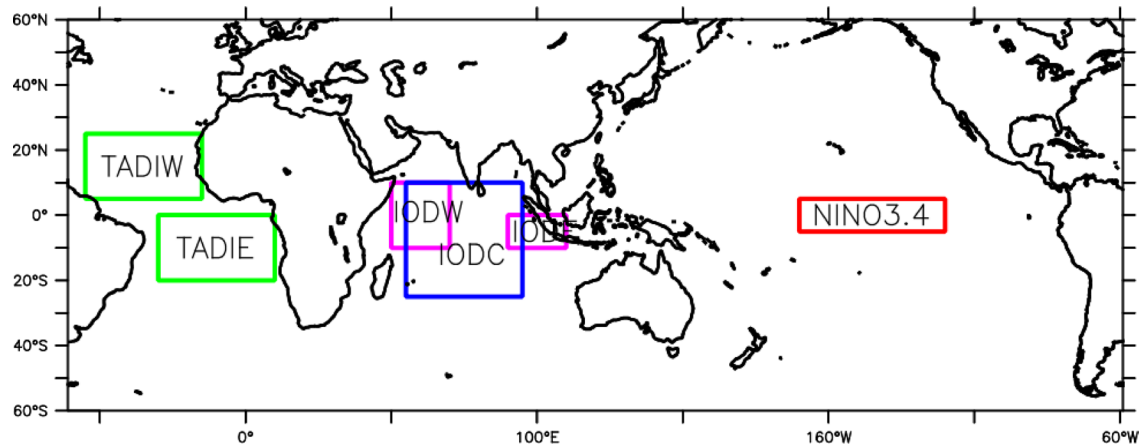 60°N
40°N
20°N
0°
20°S
40°S
60°S
TADIW
TADIE
IODW
IODE
IODC
NINO3.4
0°
100°E
160°W
60°W